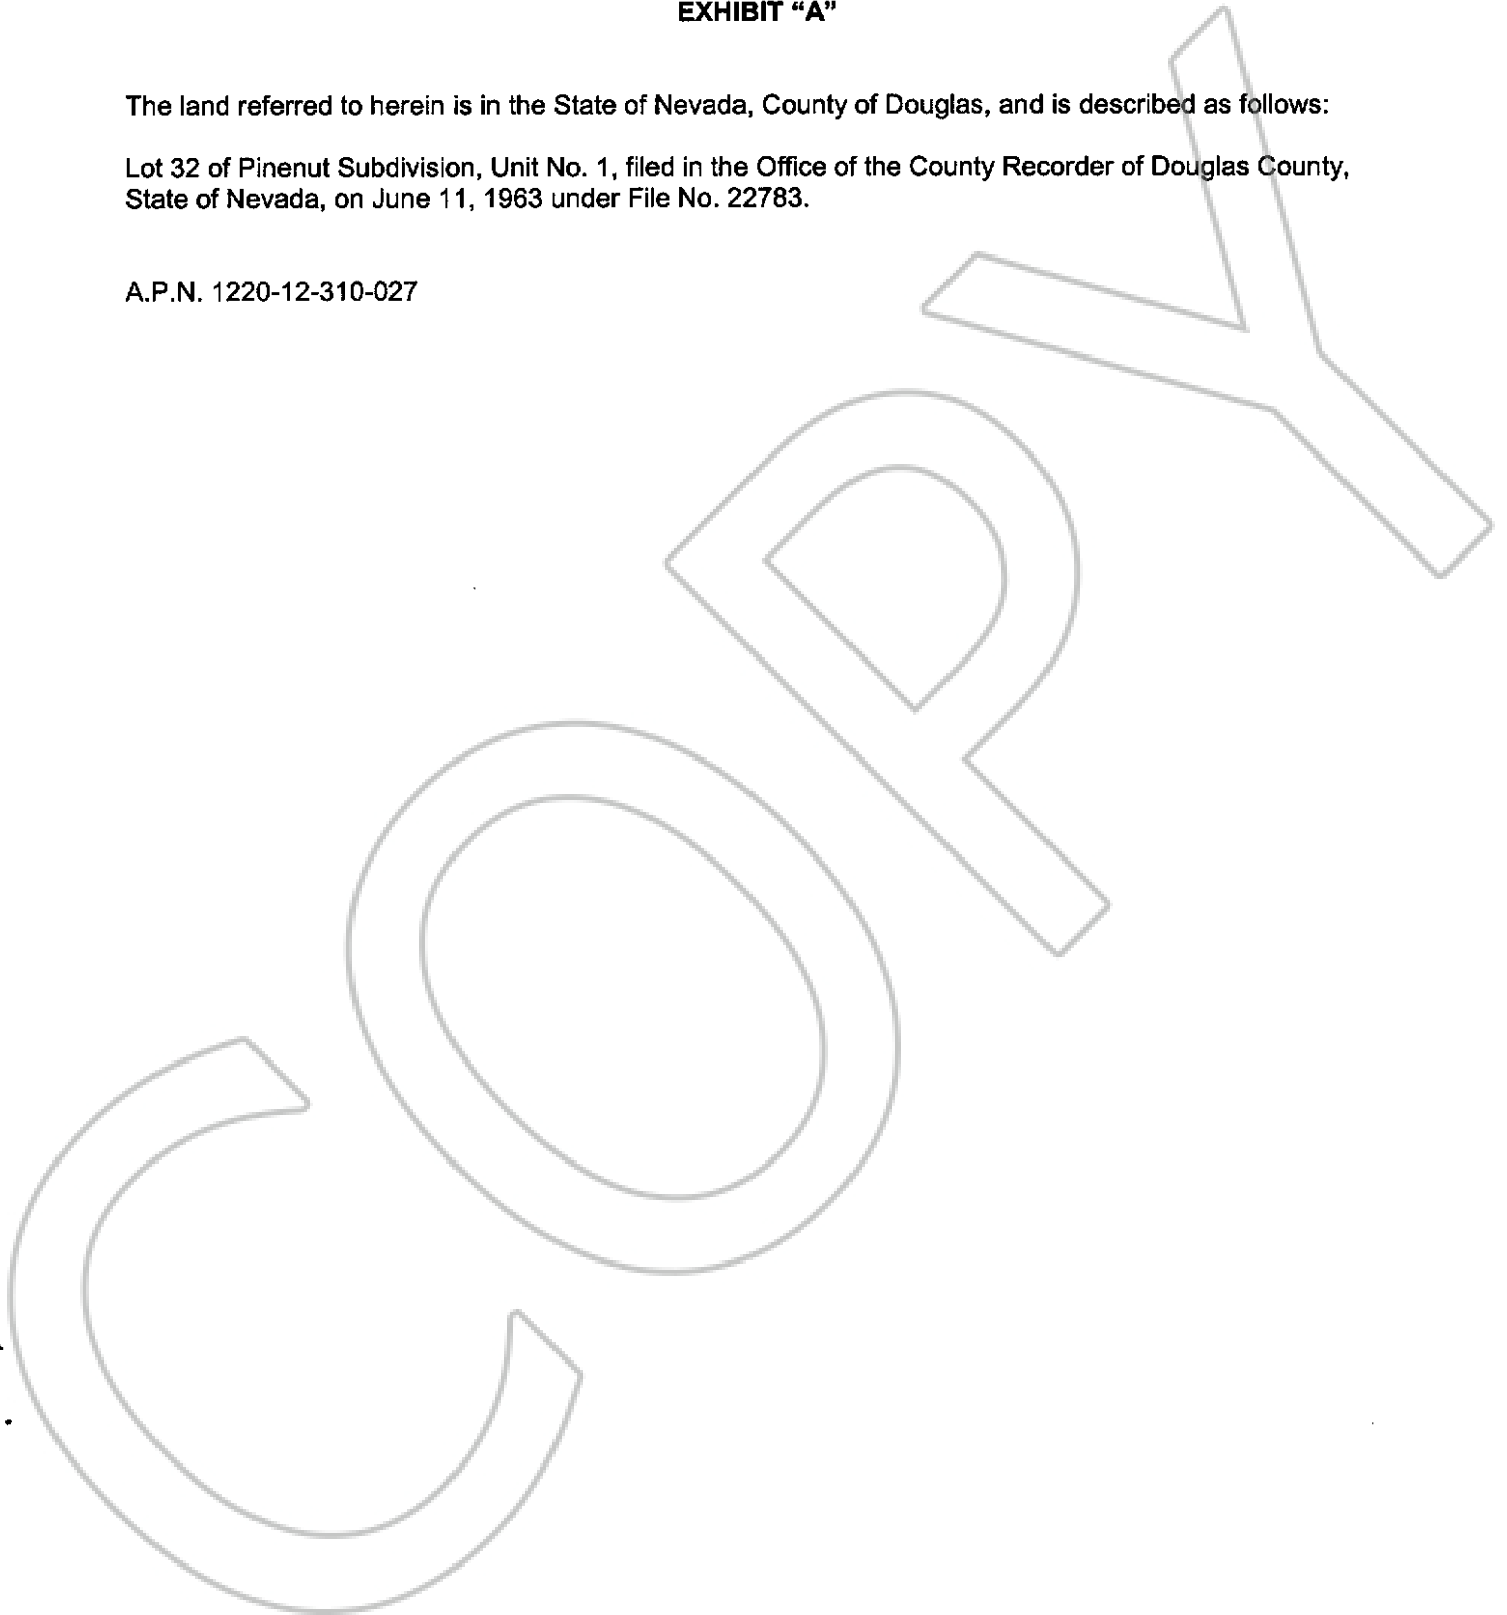 EXHIBIT “A”
The land referred to herein is in the State of Nevada, County of Douglas, and is described as follows:
Lot 32 of Pinenut Subdivision, Unit No. 1, filed in the Office of the County Recorder of Douglas County,
State of Nevada, on June 11, 1963 under File No. 22783.
A.P.N. 1220-12-310-027
COPY